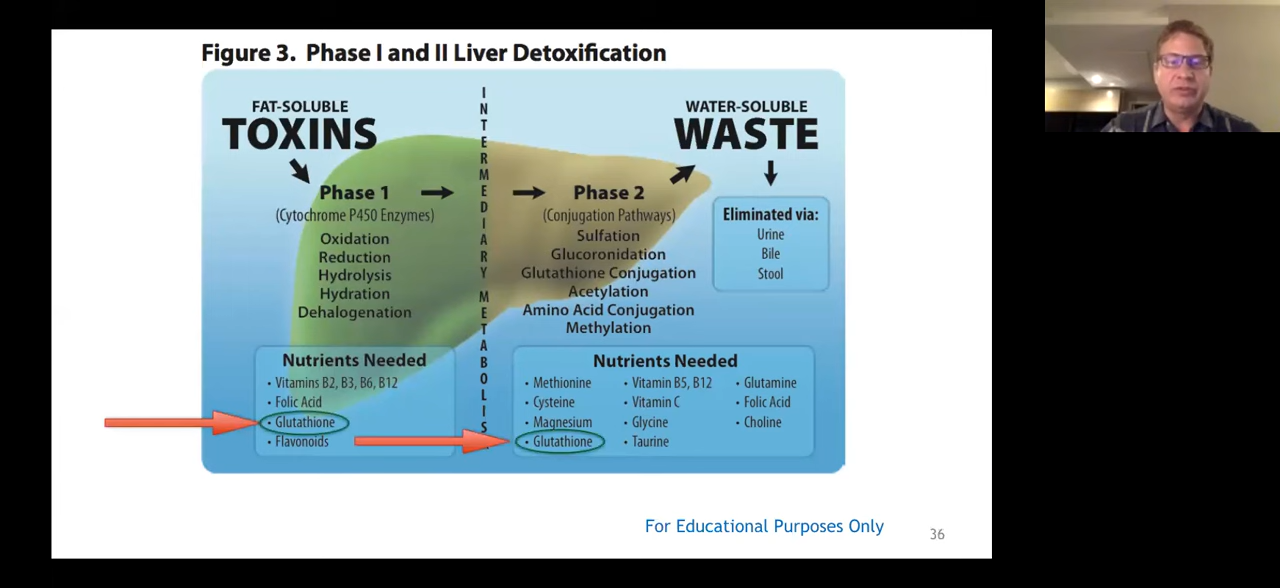 Figure 3. Phase I and II Liver Detoxification
FAT-SOLUBLE
TOXINS
Phase 1
(Cytochrome P450 Enzymes)
Oxidation
Reduction
Hydrolysis
Hydration
Dehalogenation
Nutrients Needed
• Vitamins B2, B3, B6, B12
• Folic Acid
• Glutathione
• Flavonoids
INTERMEDIARY METABOLIS
WATER-SOLUBLE
WASTE
Phase 2
(Conjugation Pathways)
Sulfation
Glucoronidation
Glutathione Conjugation
Acetylation
Amino Acid Conjugation
Methylation
Eliminated via:
Urine
Bile
Stool
Nutrients Needed
• Methionine
• Cysteine
• Magnesium
• Glutathione
• Vitamin B5, B12
• Vitamin C
• Glycine
• Taurine
• Glutamine
• Folic Acid
• Choline
For Educational Purposes Only
36